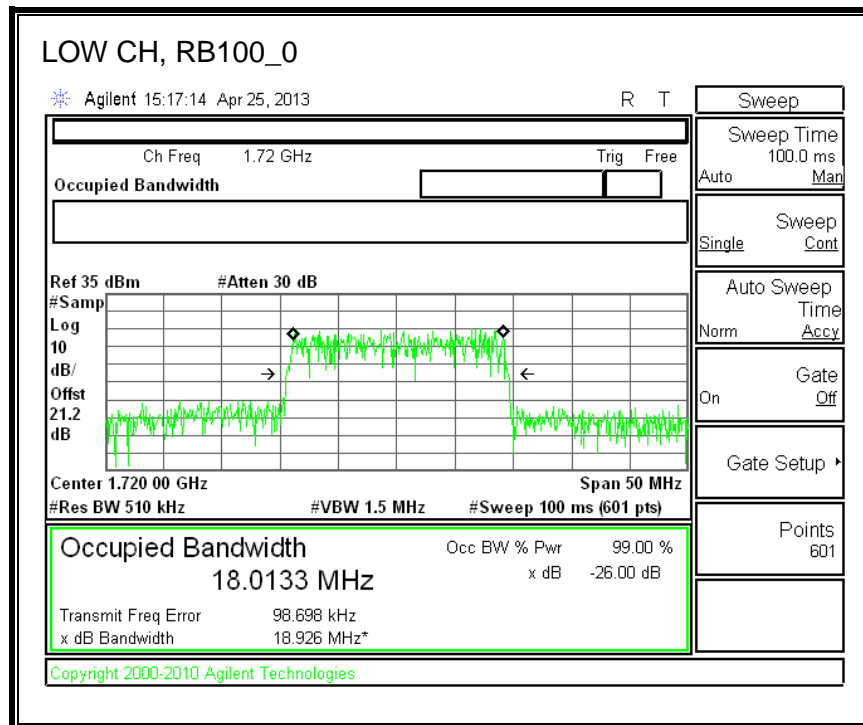 LOW CH, RB100_0
Agilent 15:17:14 Apr 25, 2013 R T
Ch Freq 1.72 GHz Trig Free
Occupied Bandwidth
Ref 35 dBm #Atten 30 dB
#Samp
Log
10
dB/
Offst
21.2
dB
Center 1.720 00 GHz Span 50 MHz
#Res BW 510 kHz #VBW 1.5 MHz #Sweep 100 ms (601 pts)
Occupied Bandwidth Occ BW % Pwr 99.00 %
18.0133 MHz x dB -26.00 dB
Transmit Freq Error 98.698 kHz
x dB Bandwidth 18.926 MHz*
Copyright 2000-2010 Agilent Technologies
Sweep
Sweep Time
100.0 ms
Auto Man
Sweep
Single Cont
Auto Sweep
Time
Norm Accy
Gate
On Off
Gate Setup
Points
601